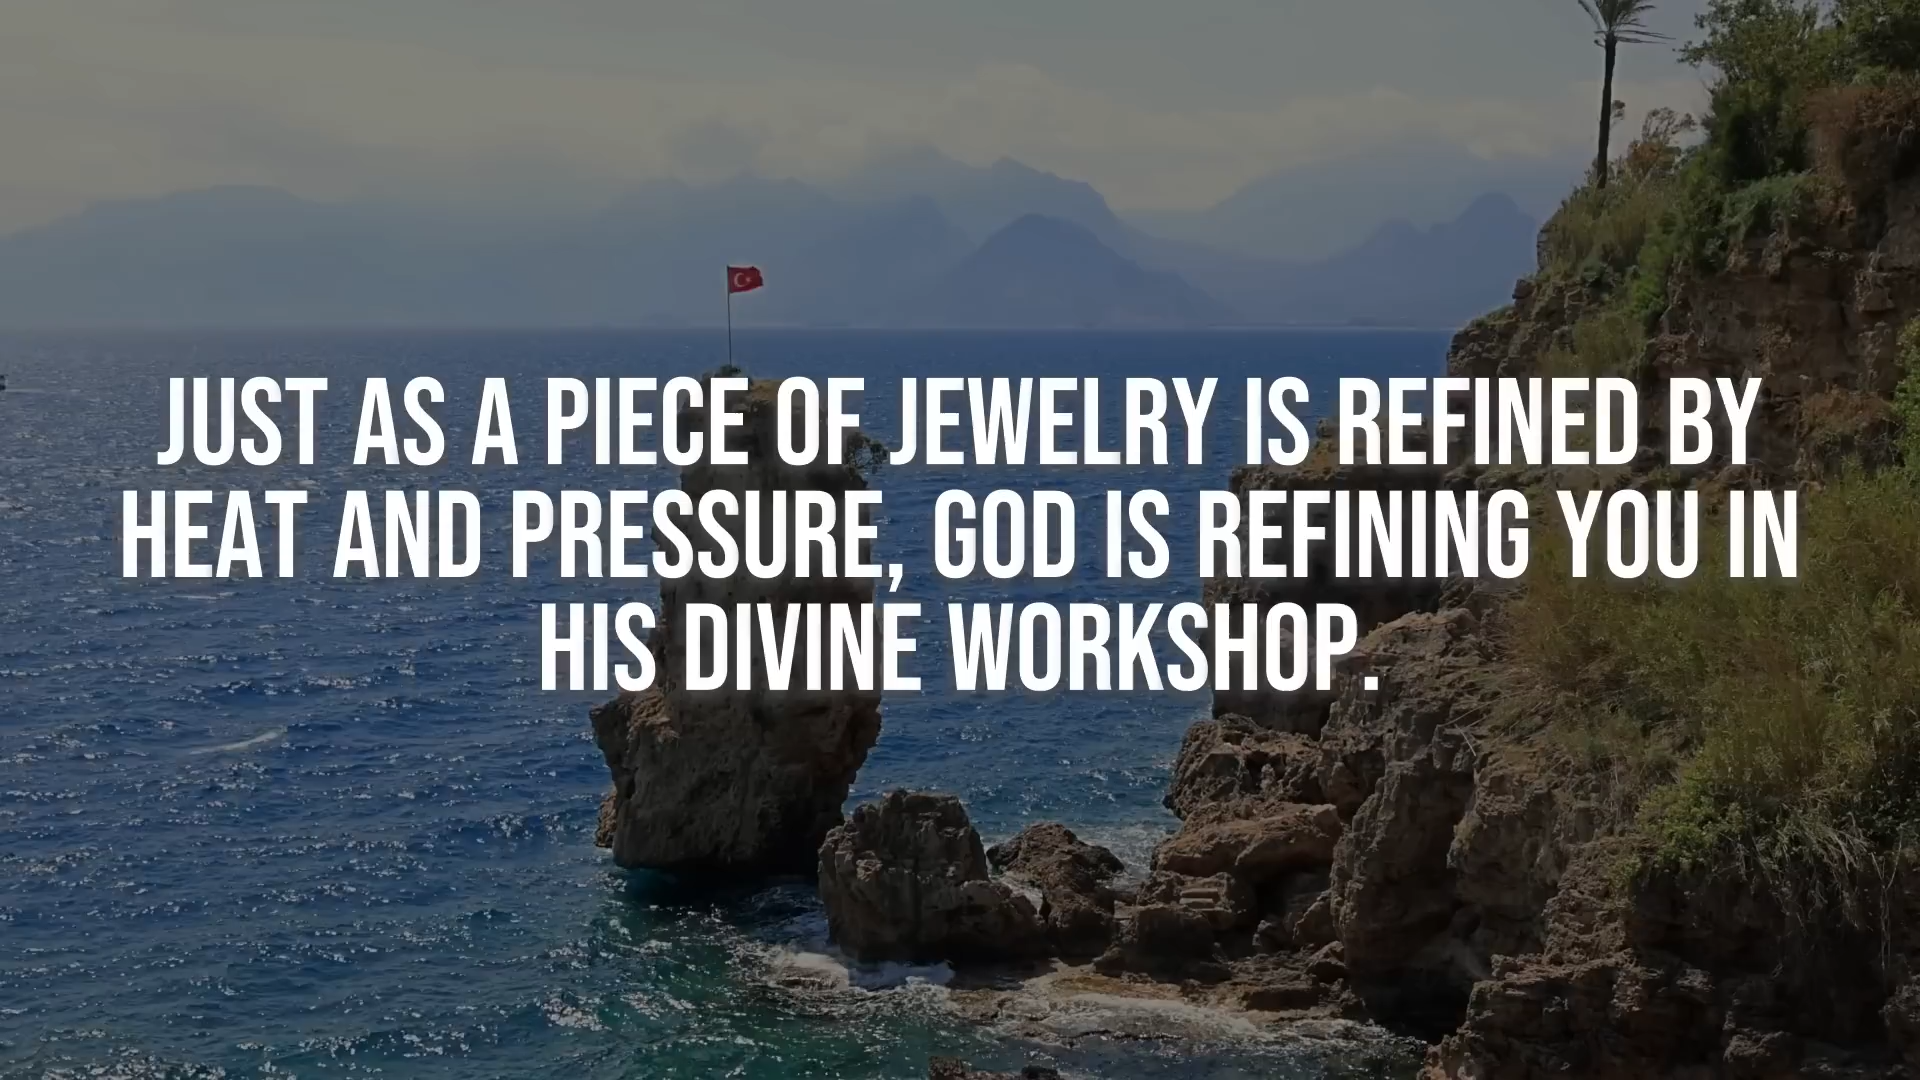 JUST AS A PIECE OF JEWELRY IS REFINED BY
HEAT AND PRESSURE, GOD IS REFINING YOU IN
HIS DIVINE WORKSHOP.